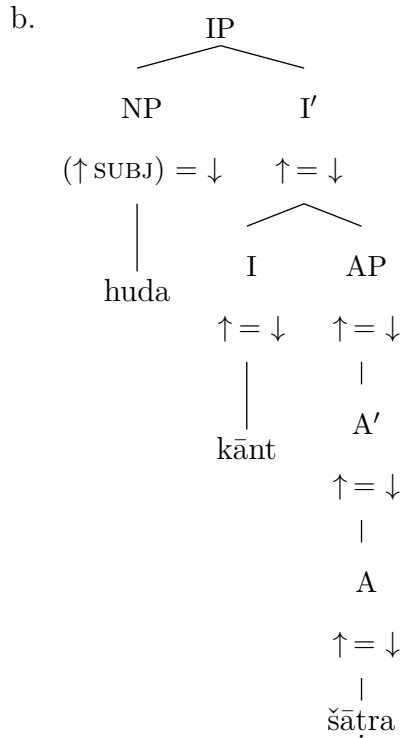 b.
IP
NP I′
(↑ SUBJ) = ↓ ↑ = ↓
I AP
huda
↑ = ↓ ↑ = ↓
A′
kānt
↑ = ↓
A
↑ = ↓
šāṭra